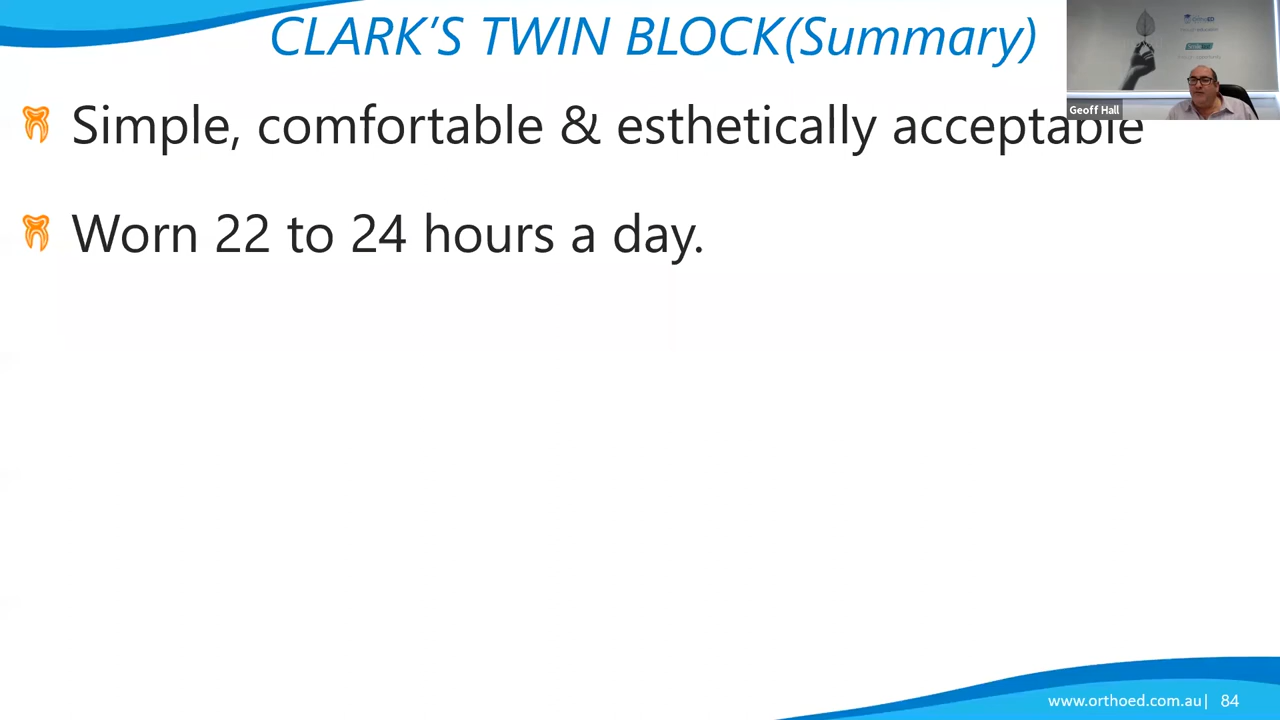 CLARK'S TWIN BLOCK(Summary)
Geoff Hall
Simple, comfortable & esthetically acceptable
Worn 22 to 24 hours a day.
www.orthoed.com.au| 84